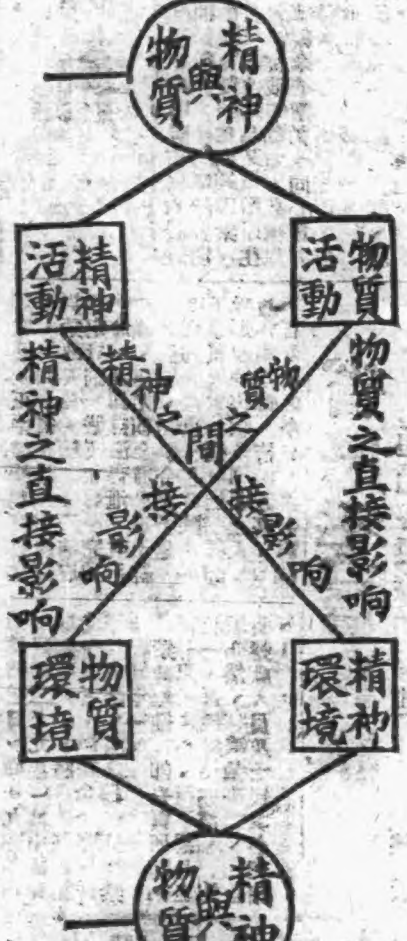 精神
與
物質
物質
活動
精神
活動
物質之直接影响
物質之間接影响
精神之間接影响
精神之直接影响
精神
環境
物質
環境
精神
與
物質